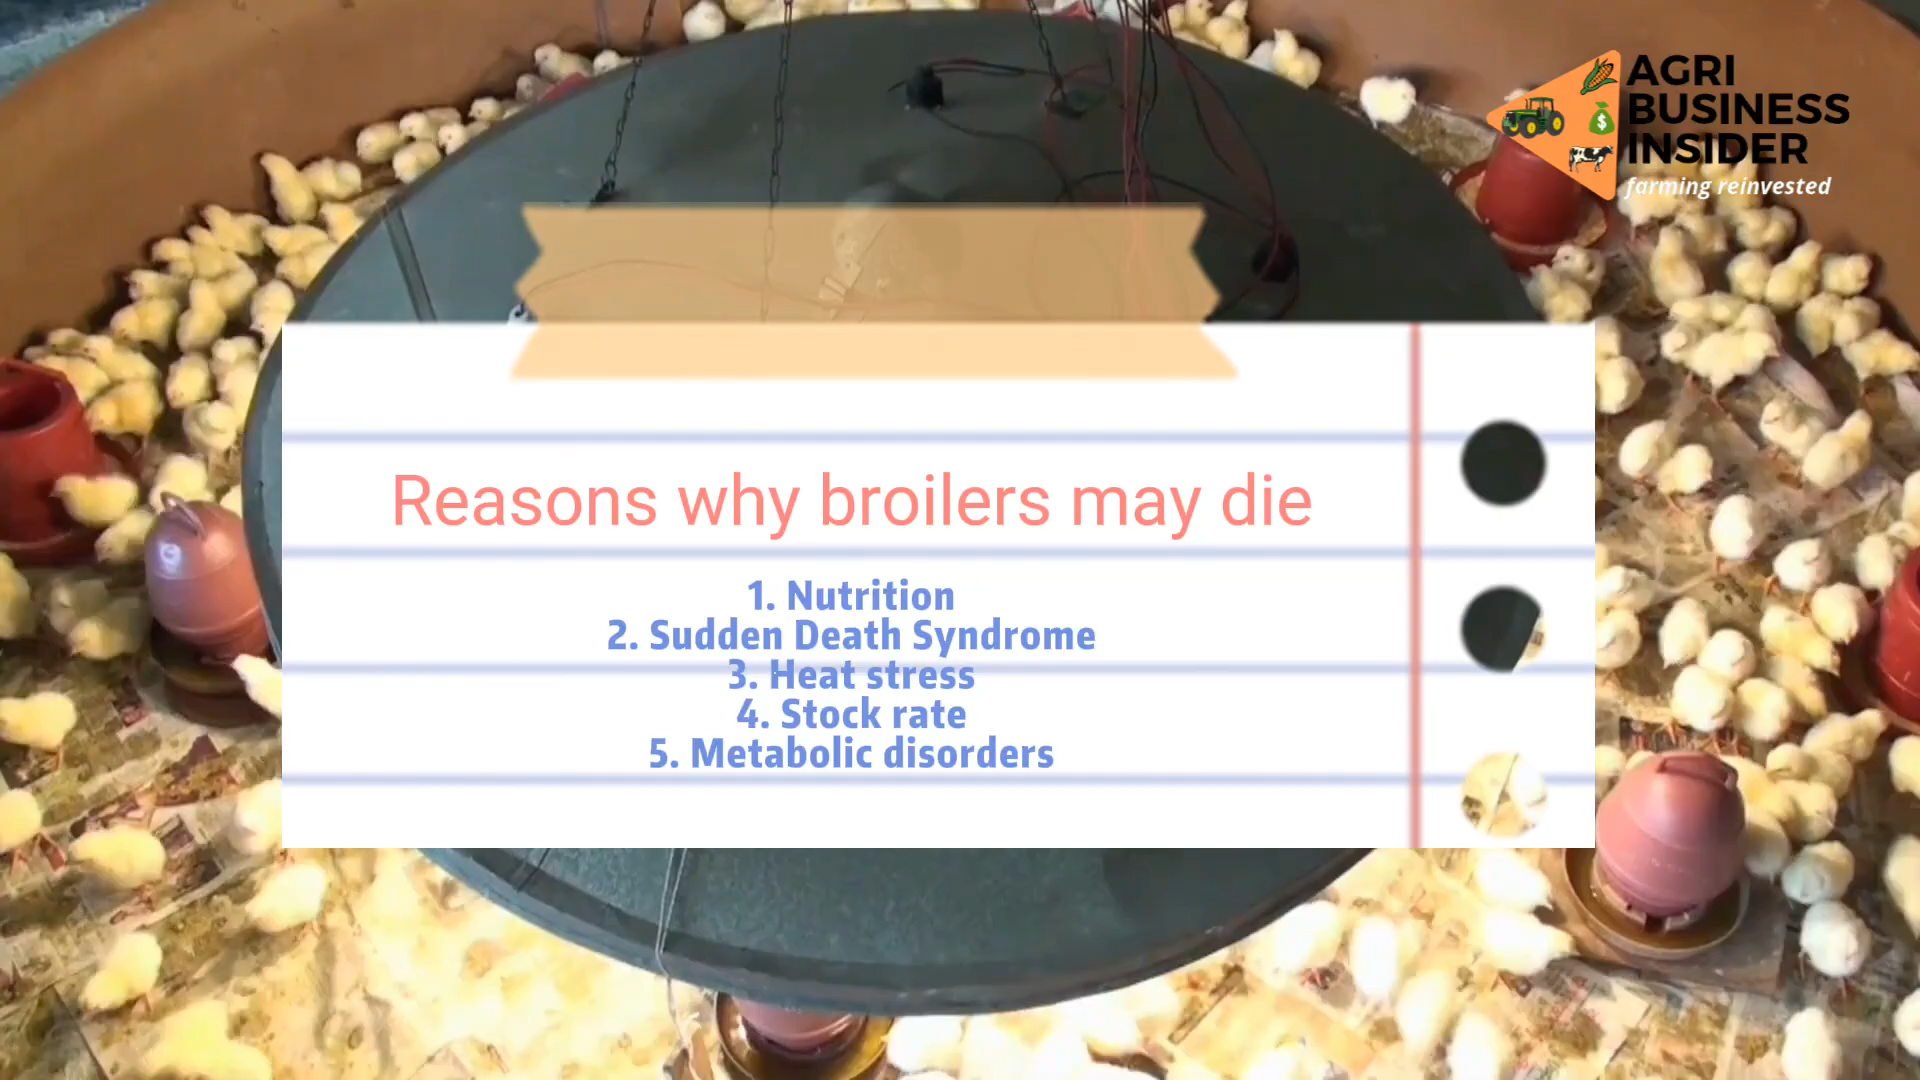 AGRI
BUSINESS
INSIDER
farming reinvested
Reasons why broilers may die
1. Nutrition
2. Sudden Death Syndrome
3. Heat stress
4. Stock rate
5. Metabolic disorders